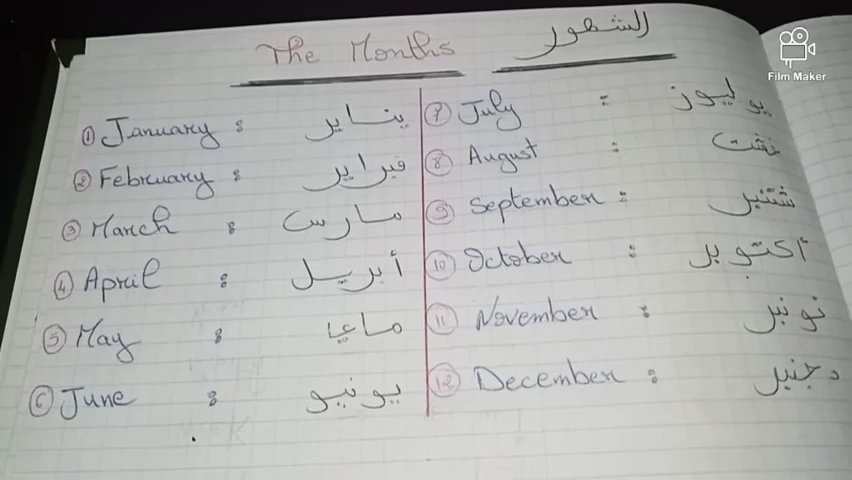 The Months الشهور
① January : يناير
② February : فبراير
③ March : مارس
④ April : أبريل
⑤ May : ماي
⑥ June : يونيو
⑦ July : يوليوز
⑧ August : غشت
⑨ September : شتنبر
⑩ October : أكتوبر
⑪ November : نونبر
⑫ December : دجنبر
Film Maker